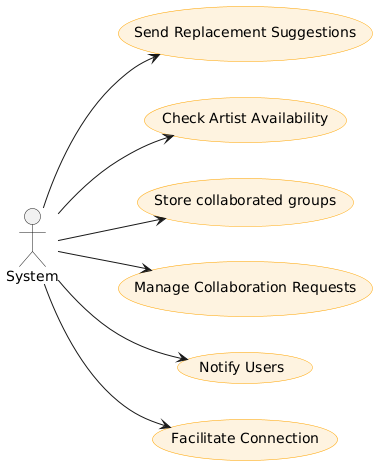 Send Replacement Suggestions
Check Artist Availability
Store collaborated groups
System
Manage Collaboration Requests
Notify Users
Facilitate Connection